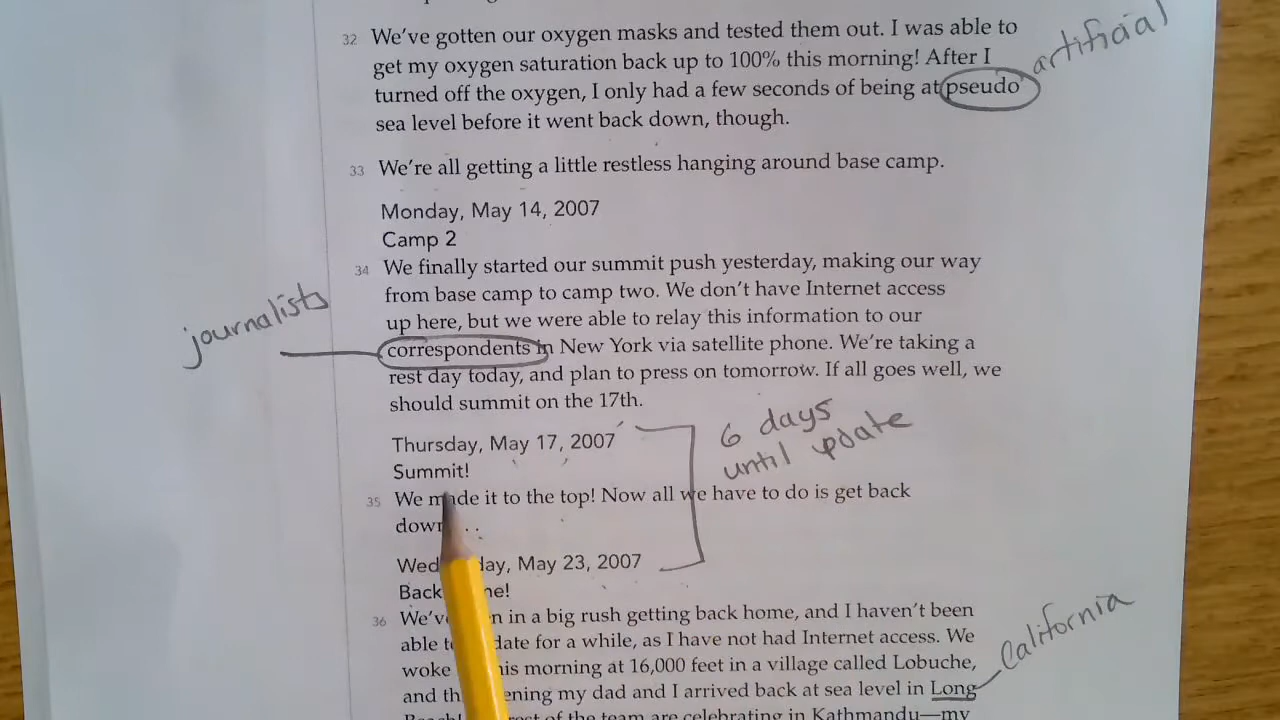 32 We've gotten our oxygen masks and tested them out. I was able to
get my oxygen saturation back up to 100% this morning! After I
turned off the oxygen, I only had a few seconds of being at pseudo
artificial
sea level before it went back down, though.
33 We're all getting a little restless hanging around base camp.
Monday, May 14, 2007
Camp 2
34 We finally started our summit push yesterday, making our way
from base camp to camp two. We don't have Internet access
up here, but we were able to relay this information to our
journalists
correspondents in New York via satellite phone. We're taking a
rest day today, and plan to press on tomorrow. If all goes well, we
should summit on the 17th.
Thursday, May 17, 2007
6 days
until update
Summit!
35 We made it to the top! Now all we have to do is get back
down . . .
May 23, 2007
Back
36 in a big rush getting back home, and I haven't been
able for a while, as I have not had Internet access. We
woke this morning at 16,000 feet in a village called Lobuche,
California
and my dad and I arrived back at sea level in Long
of the team are celebrating in Kathmandu—my